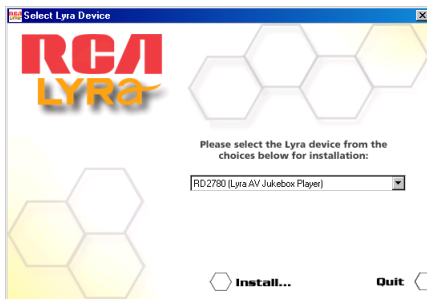 Select Lyra Device
RCA
LYRA
Please select the Lyra device from the
choices below for installation:
RD2780 (Lyra AV Jukebox Player)
Install...
Quit